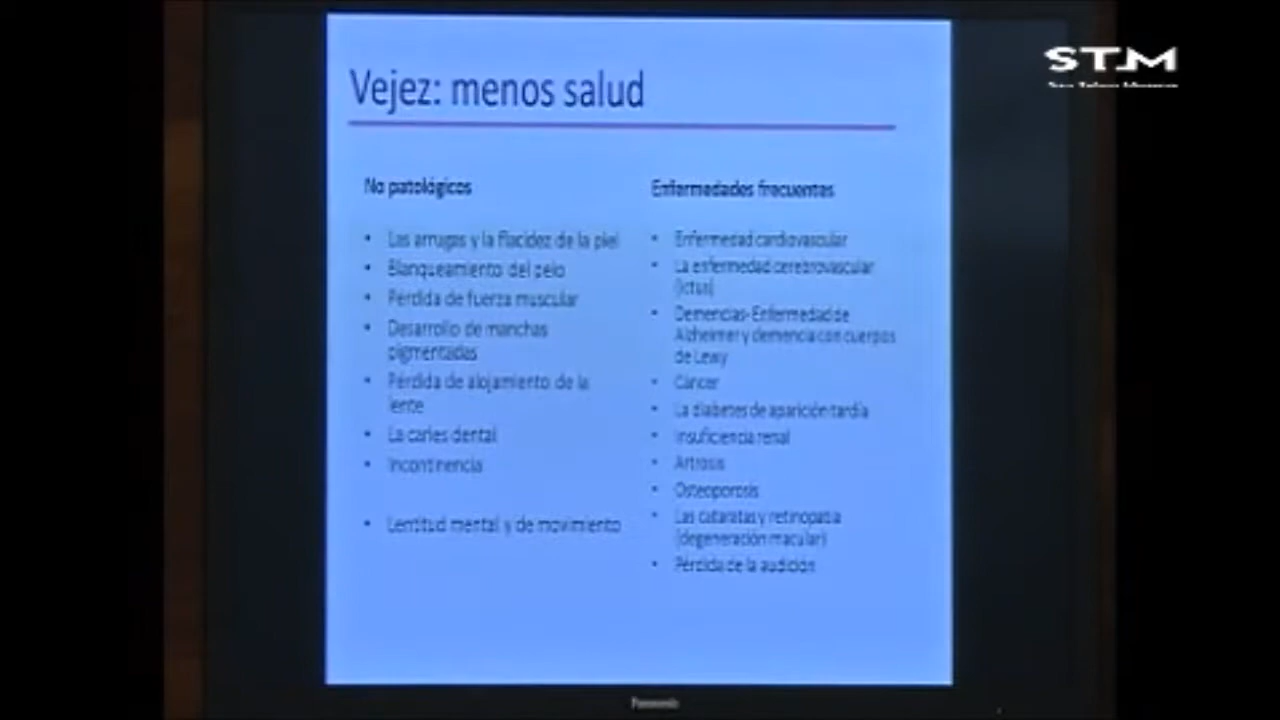 STM
Vejez: menos salud
No patológicos
• Las arrugas y la flacidez de la piel
• Blanqueamiento del pelo
• Pérdida de fuerza muscular
• Desarrollo de manchas
pigmentadas
• Pérdida de alojamiento de la
lente
• La caries dental
• Incontinencia
• Lentitud mental y de movimiento
Enfermedades frecuentes
• Enfermedad cardiovascular
• La enfermedad cerebrovascular
(ictus)
• Demencias- Enfermedad de
Alzheimer y demencia con cuerpos
de Lewy
• Cáncer
• La diabetes de aparición tardía
• Insuficiencia renal
• Artrosis
• Osteoporosis
• Las cataratas y retinopatía
(degeneración macular)
• Pérdida de la audición
Panasonic